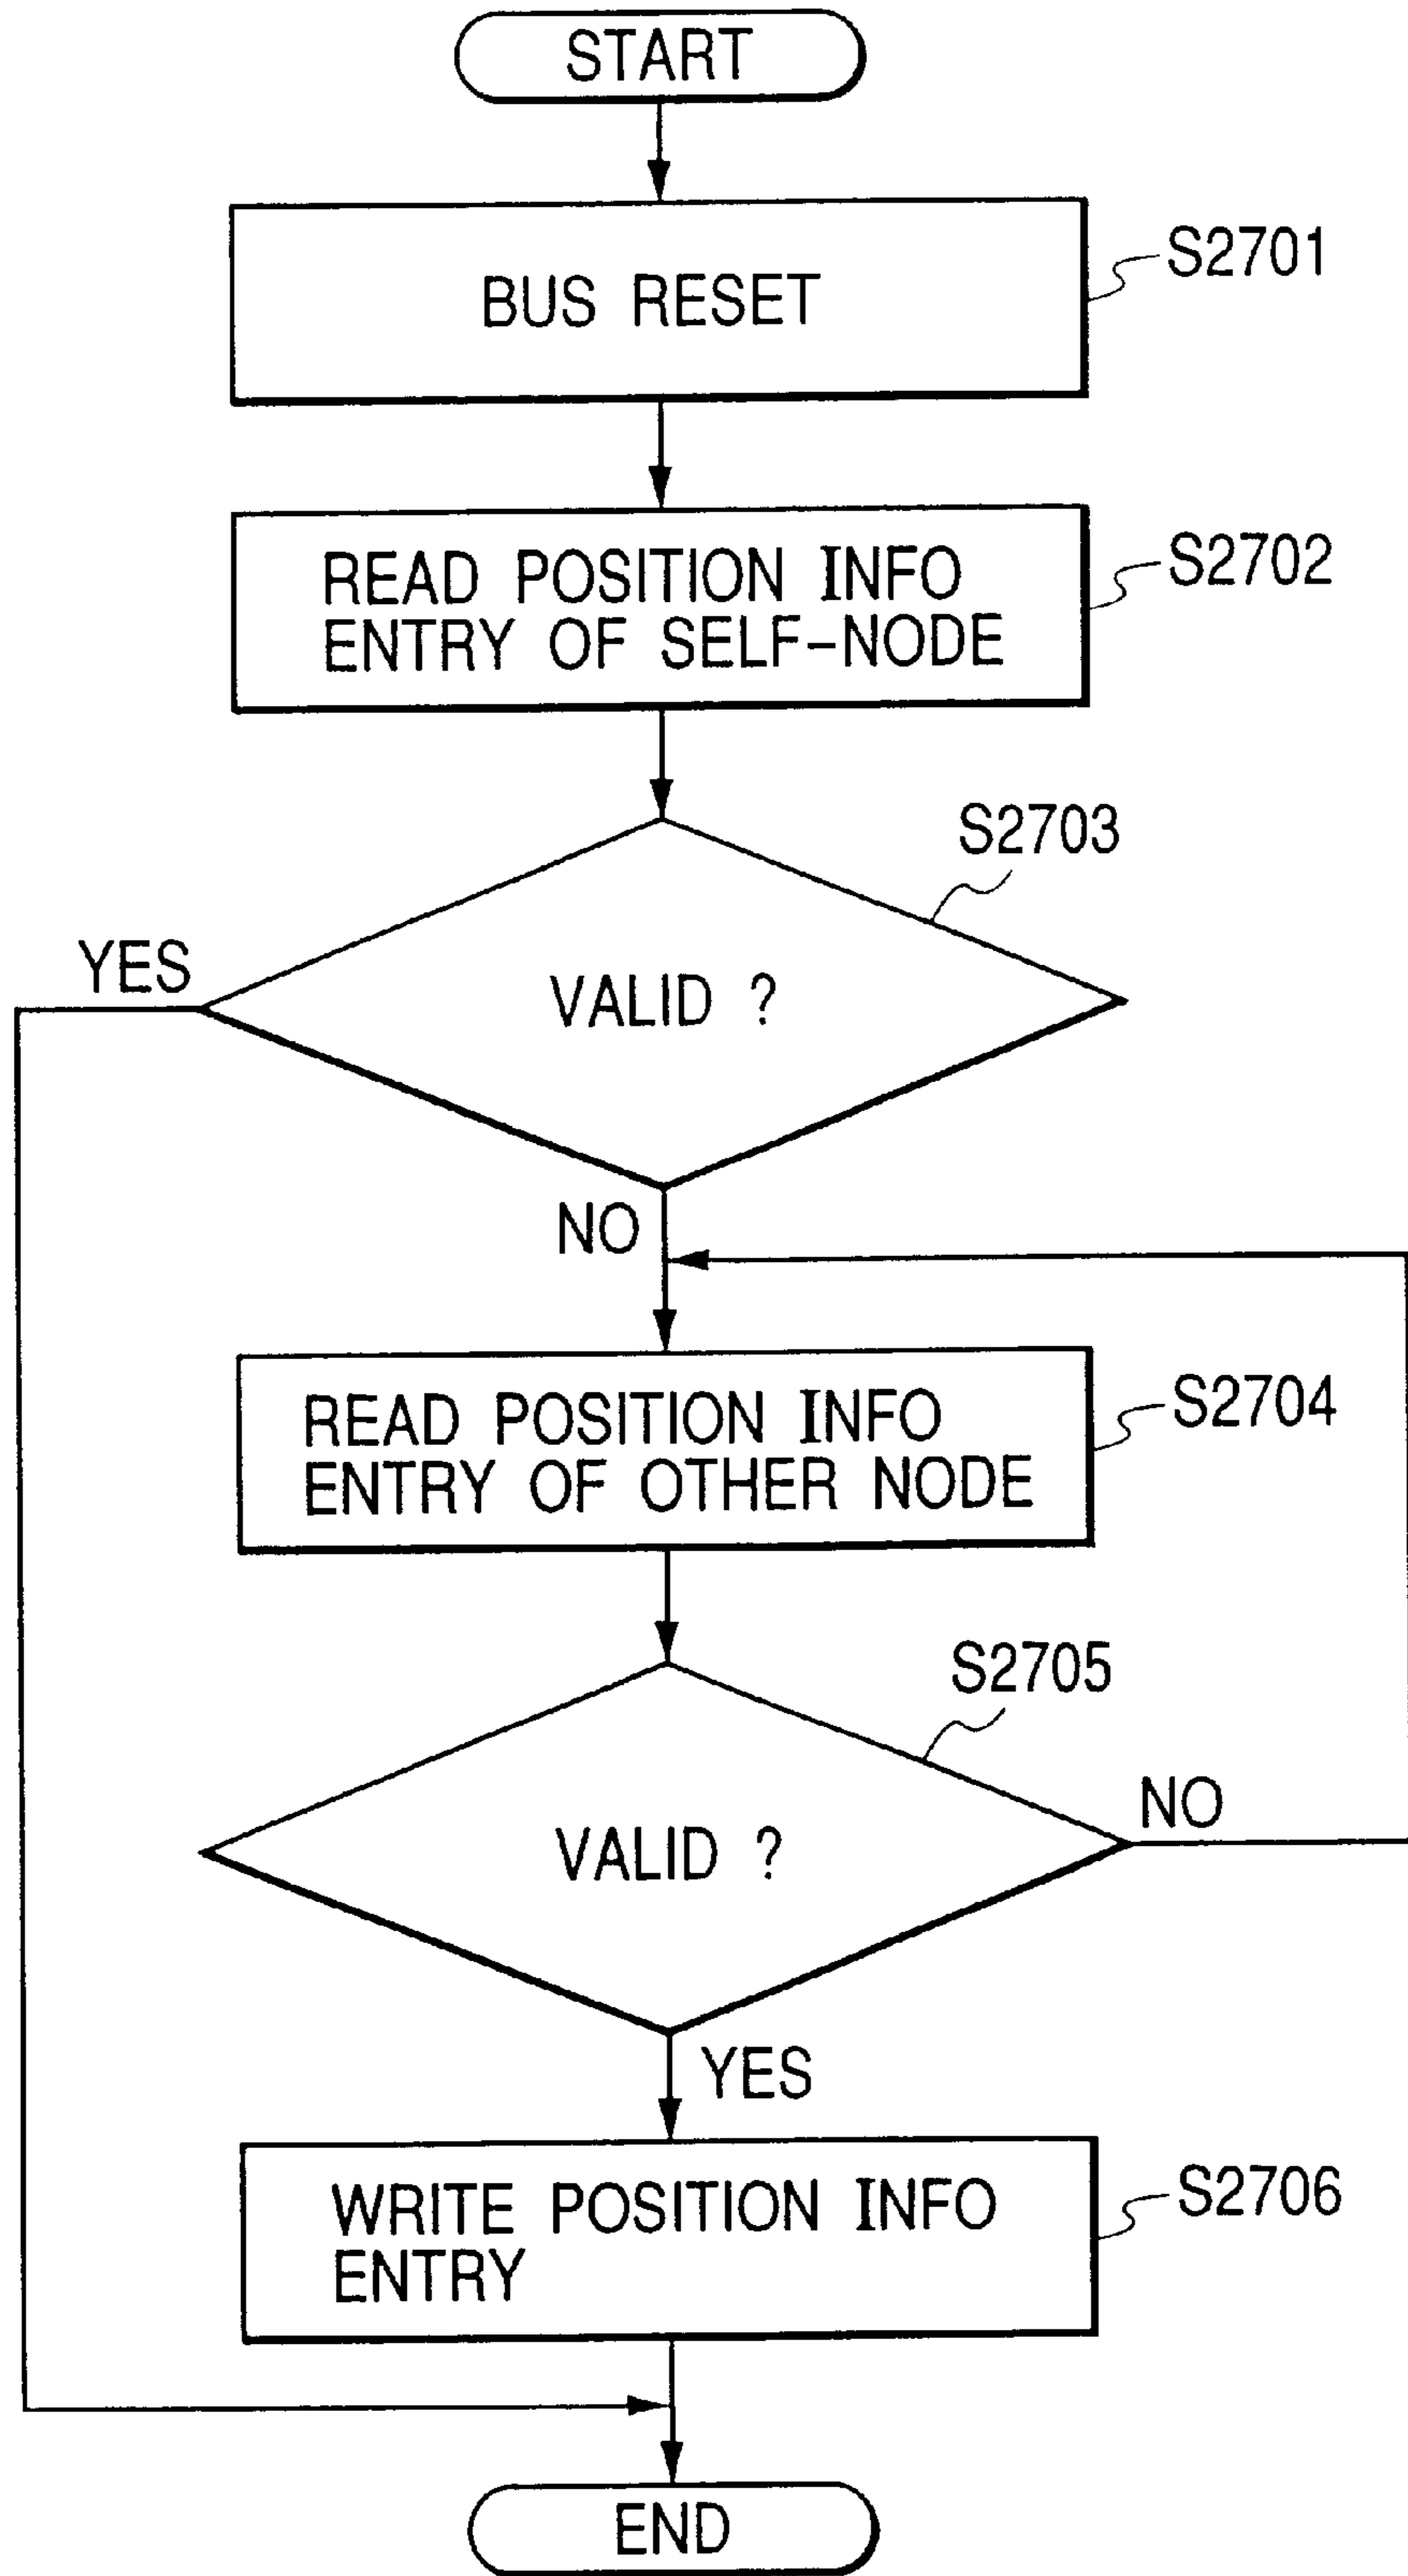 START
BUS RESET
S2701
READ POSITION INFO
ENTRY OF SELF-NODE
S2702
S2703
YES
VALID ?
NO
READ POSITION INFO
ENTRY OF OTHER NODE
S2704
S2705
VALID ?
NO
YES
WRITE POSITION INFO
ENTRY
S2706
END